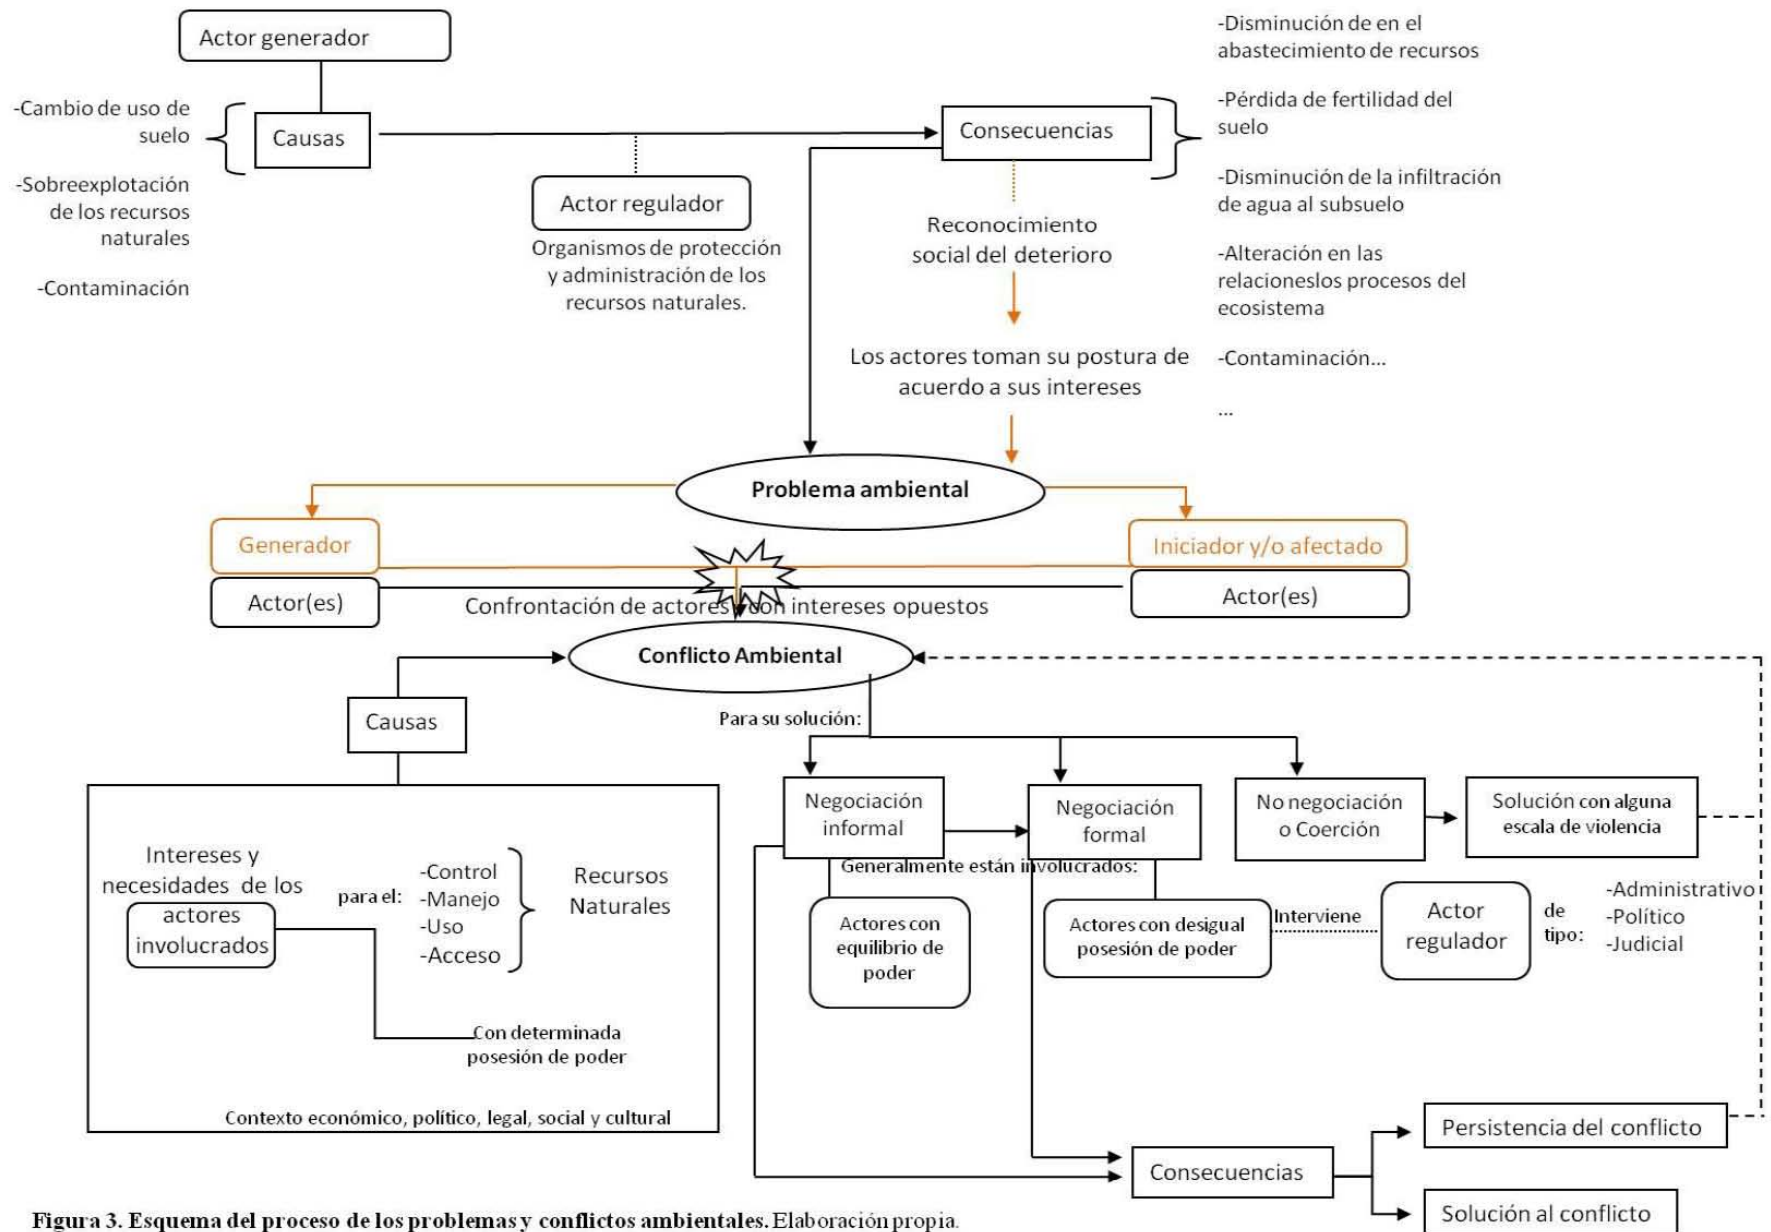 Actor generador
-Cambio de uso de
suelo
-Sobreexplotación
de los recursos
naturales
-Contaminación
Causas
Actor regulador
Organismos de protección
y administración de los
recursos naturales.
Consecuencias
-Disminución de en el
abastecimiento de recursos
-Pérdida de fertilidad del
suelo
-Disminución de la infiltración
de agua al subsuelo
-Alteración en las
relacioneslos procesos del
ecosistema
-Contaminación...
...
Reconocimiento
social del deterioro
Los actores toman su postura de
acuerdo a sus intereses
Problema ambiental
Generador
Actor(es)
Iniciador y/o afectado
Actor(es)
Confrontación de actores con intereses opuestos
Conflicto Ambiental
Causas
Para su solución:
Intereses y
necesidades de los
actores
involucrados
para el:
-Control
-Manejo
-Uso
-Acceso
Recursos
Naturales
Con determinada
posesión de poder
Contexto económico, político, legal, social y cultural
Negociación
informal
Negociación
formal
No negociación
o Coerción
Solución con alguna
escala de violencia
Generalmente están involucrados:
Actores con
equilibrio de
poder
Actores con desigual
posesión de poder
Interviene
Actor
regulador
de
tipo:
-Administrativo
-Político
-Judicial
Consecuencias
Persistencia del conflicto
Solución al conflicto
Figura 3. Esquema del proceso de los problemas y conflictos ambientales. Elaboración propia.